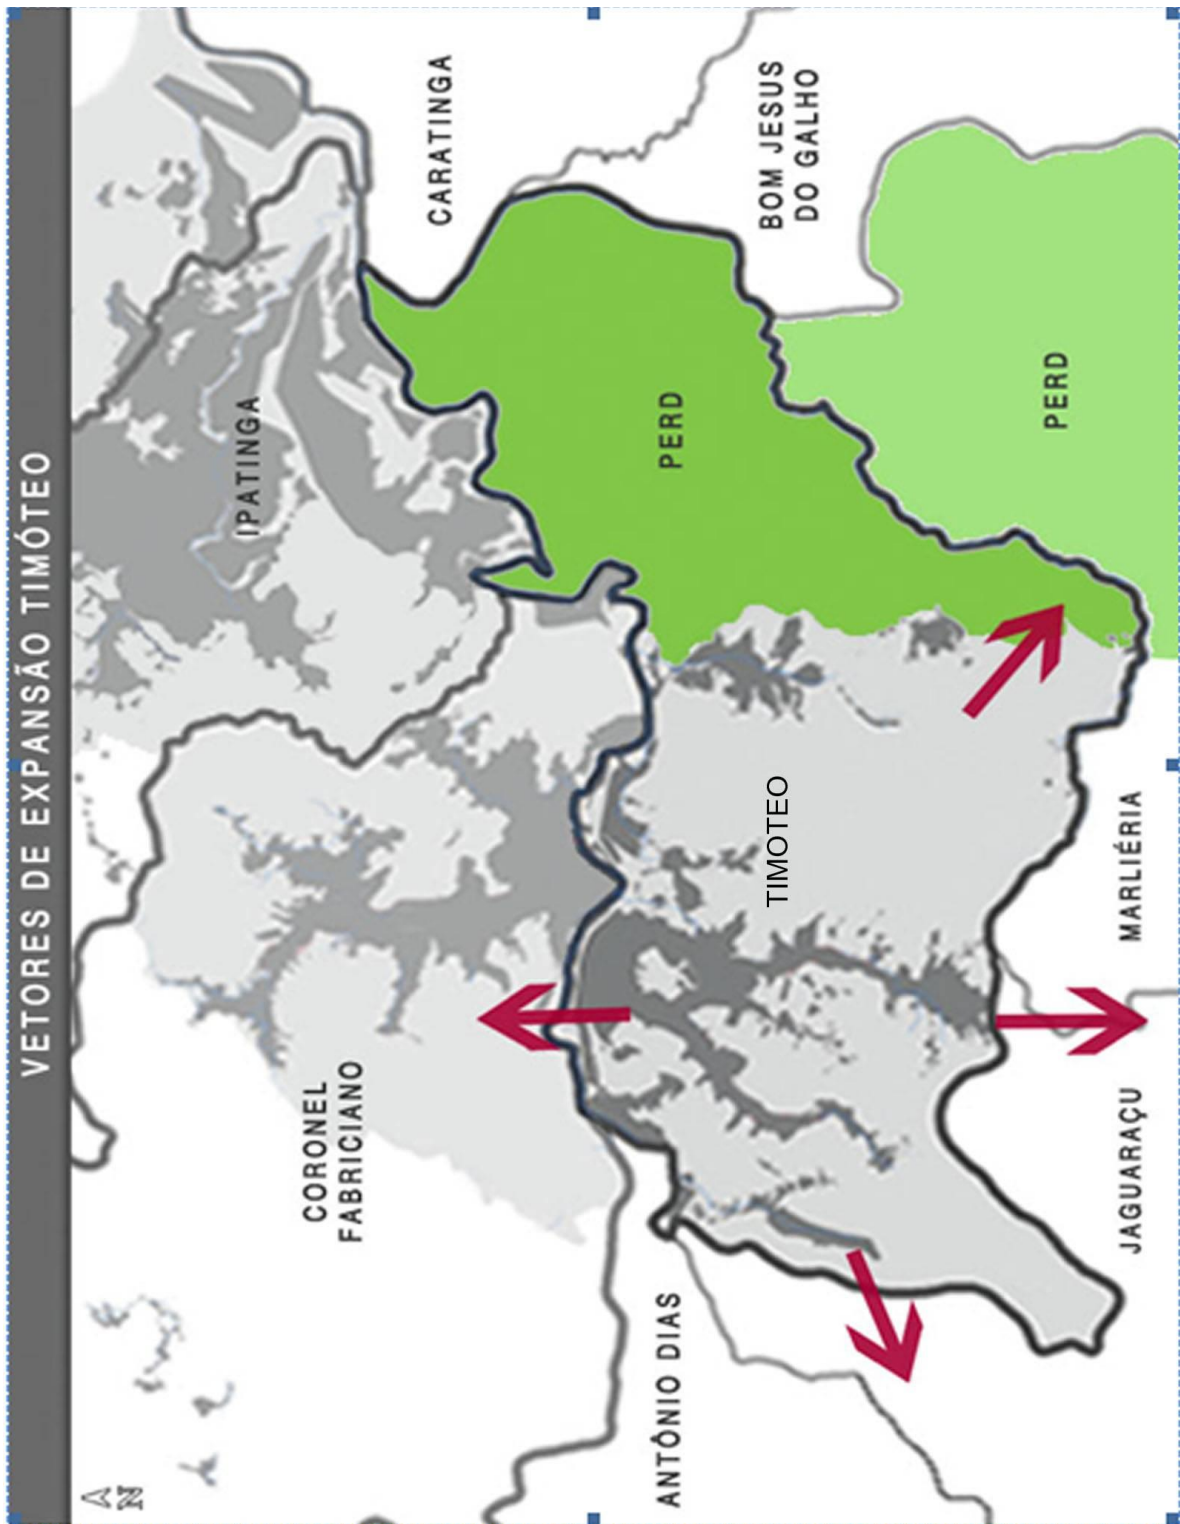 VETORES DE EXPANSÃO TIMÓTEO
N
IPATINGA
CARATINGA
CORONEL
FABRICIANO
BOM JESUS
DO GALHO
PERD
PERD
TIMOTEO
ANTÔNIO DIAS
MARLIÉRIA
JAGUARAÇU